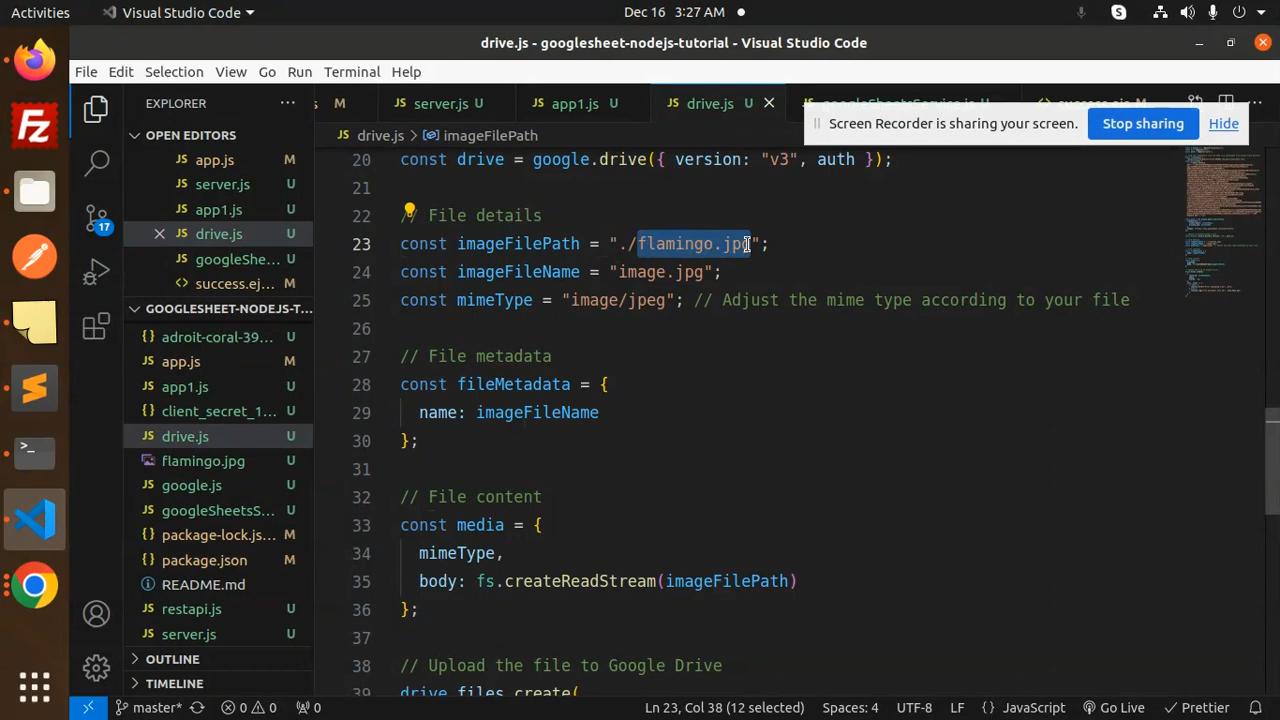 Activities
Visual Studio Code
Dec 16 3:27 AM
drive.js - googlesheet-nodejs-tutorial - Visual Studio Code
File Edit Selection View Go Run Terminal Help
EXPLORER
s M
server.js U
app1.js U
drive.js U
Screen Recorder is sharing your screen.
Stop sharing
Hide
OPEN EDITORS
app.js M
server.js U
app1.js U
drive.js U
googleShe... U
success.ej... M
GOOGLESHEET-NODEJS-T...
adroit-coral-39... U
app.js M
app1.js U
client_secret_1... U
drive.js U
flamingo.jpg U
google.js U
googleSheetsS... U
package-lock.js... M
package.json M
README.md
restapi.js U
server.js U
OUTLINE
TIMELINE
17
drive.js > imageFilePath
20 const drive = google.drive({ version: "v3", auth });
21
22 // File details
23 const imageFilePath = "./flamingo.jpg";
24 const imageFileName = "image.jpg";
25 const mimeType = "image/jpeg"; // Adjust the mime type according to your file
26
27 // File metadata
28 const fileMetadata = {
29 name: imageFileName
30 };
31
32 // File content
33 const media = {
34 mimeType,
35 body: fs.createReadStream(imageFilePath)
36 };
37
38 // Upload the file to Google Drive
39 drive.files.create(
master* 0 0 0
Ln 23, Col 38 (12 selected) Spaces: 4 UTF-8 LF {} JavaScript Go Live Prettier